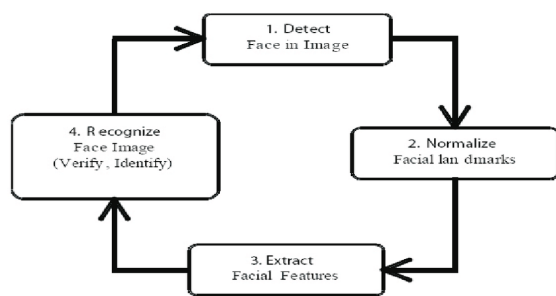 1. Detect
Face in Image
2. Normalize
Facial lan dmarks
3. Extract
Facial Features
4. Recognize
Face Image
(Verify , Identify)